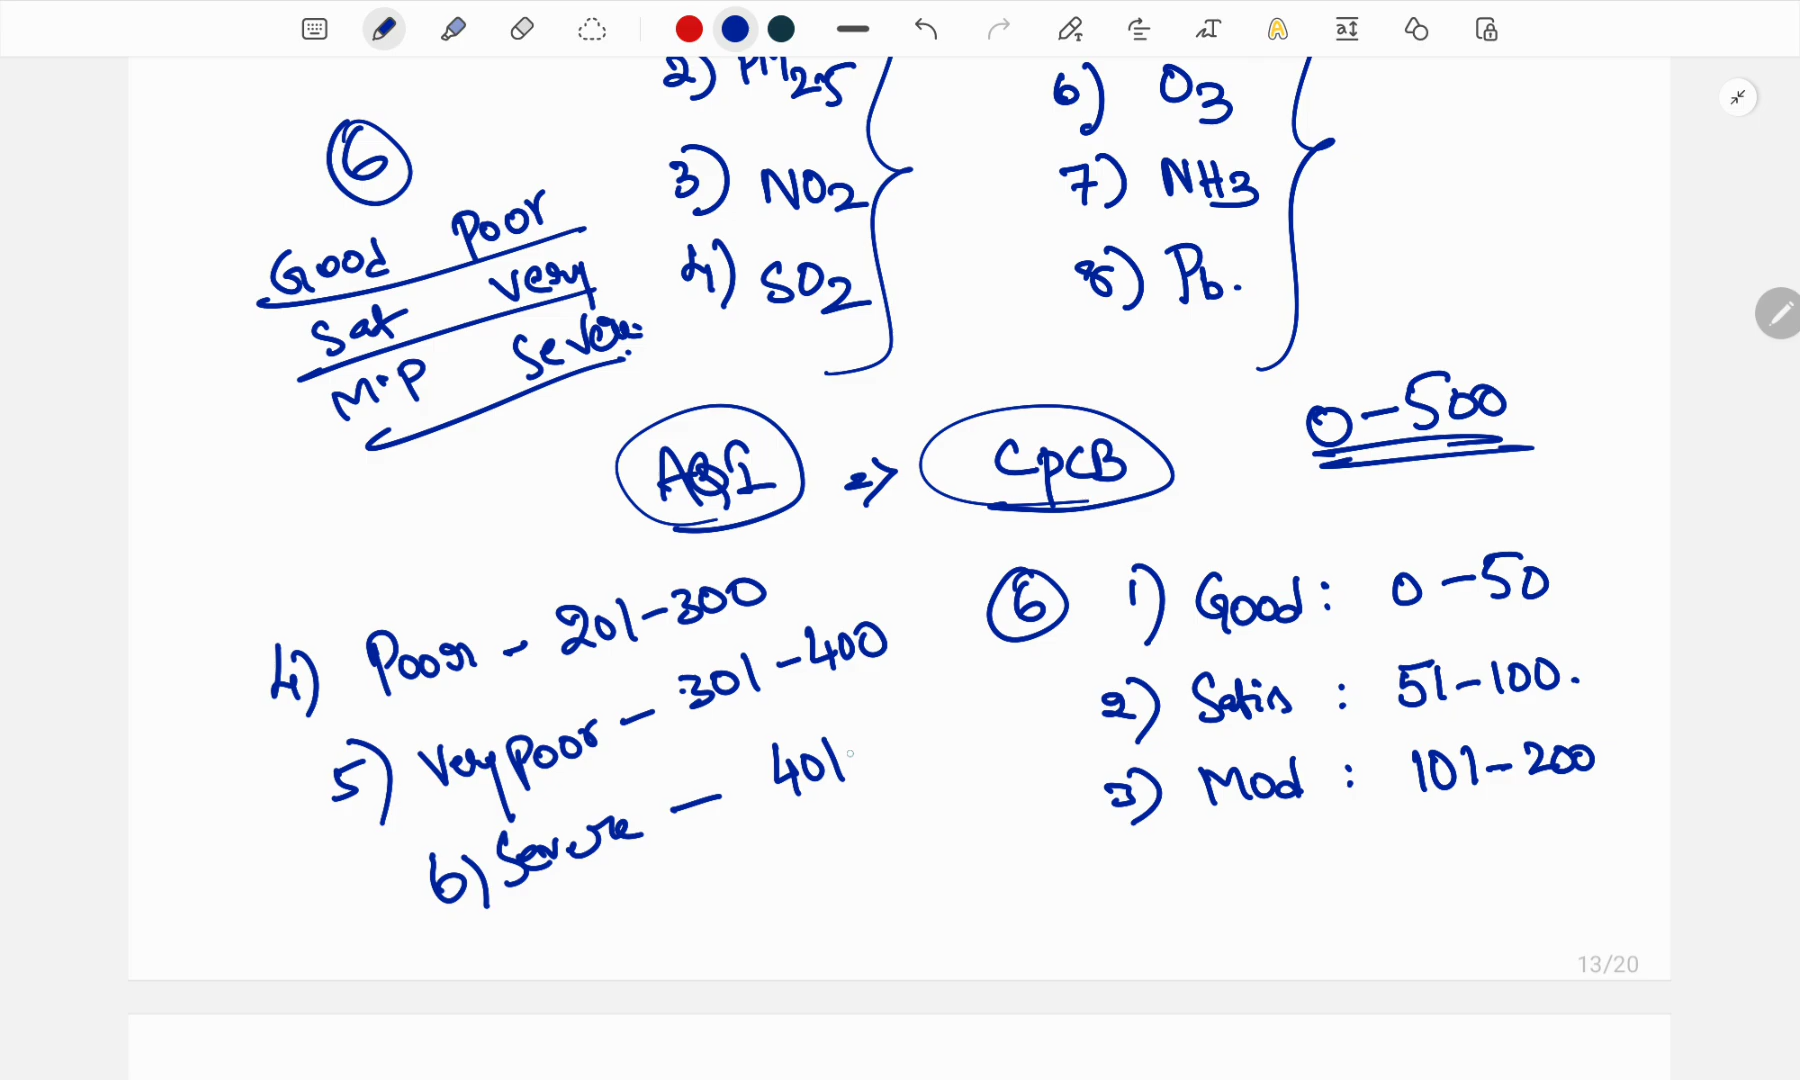 2) PM25
6) O3
6
3) NO2
7) NH3
Good Poor
4) SO2
8) Pb.
Sat very
M.P Severe
0-500
AQI => CPCB
6 1) Good: 0-50
4) Poor - 201-300
2) Satis : 51-100.
5) Very poor - 301-400
3) Mod : 101-200
6) Severe - 401
13/20